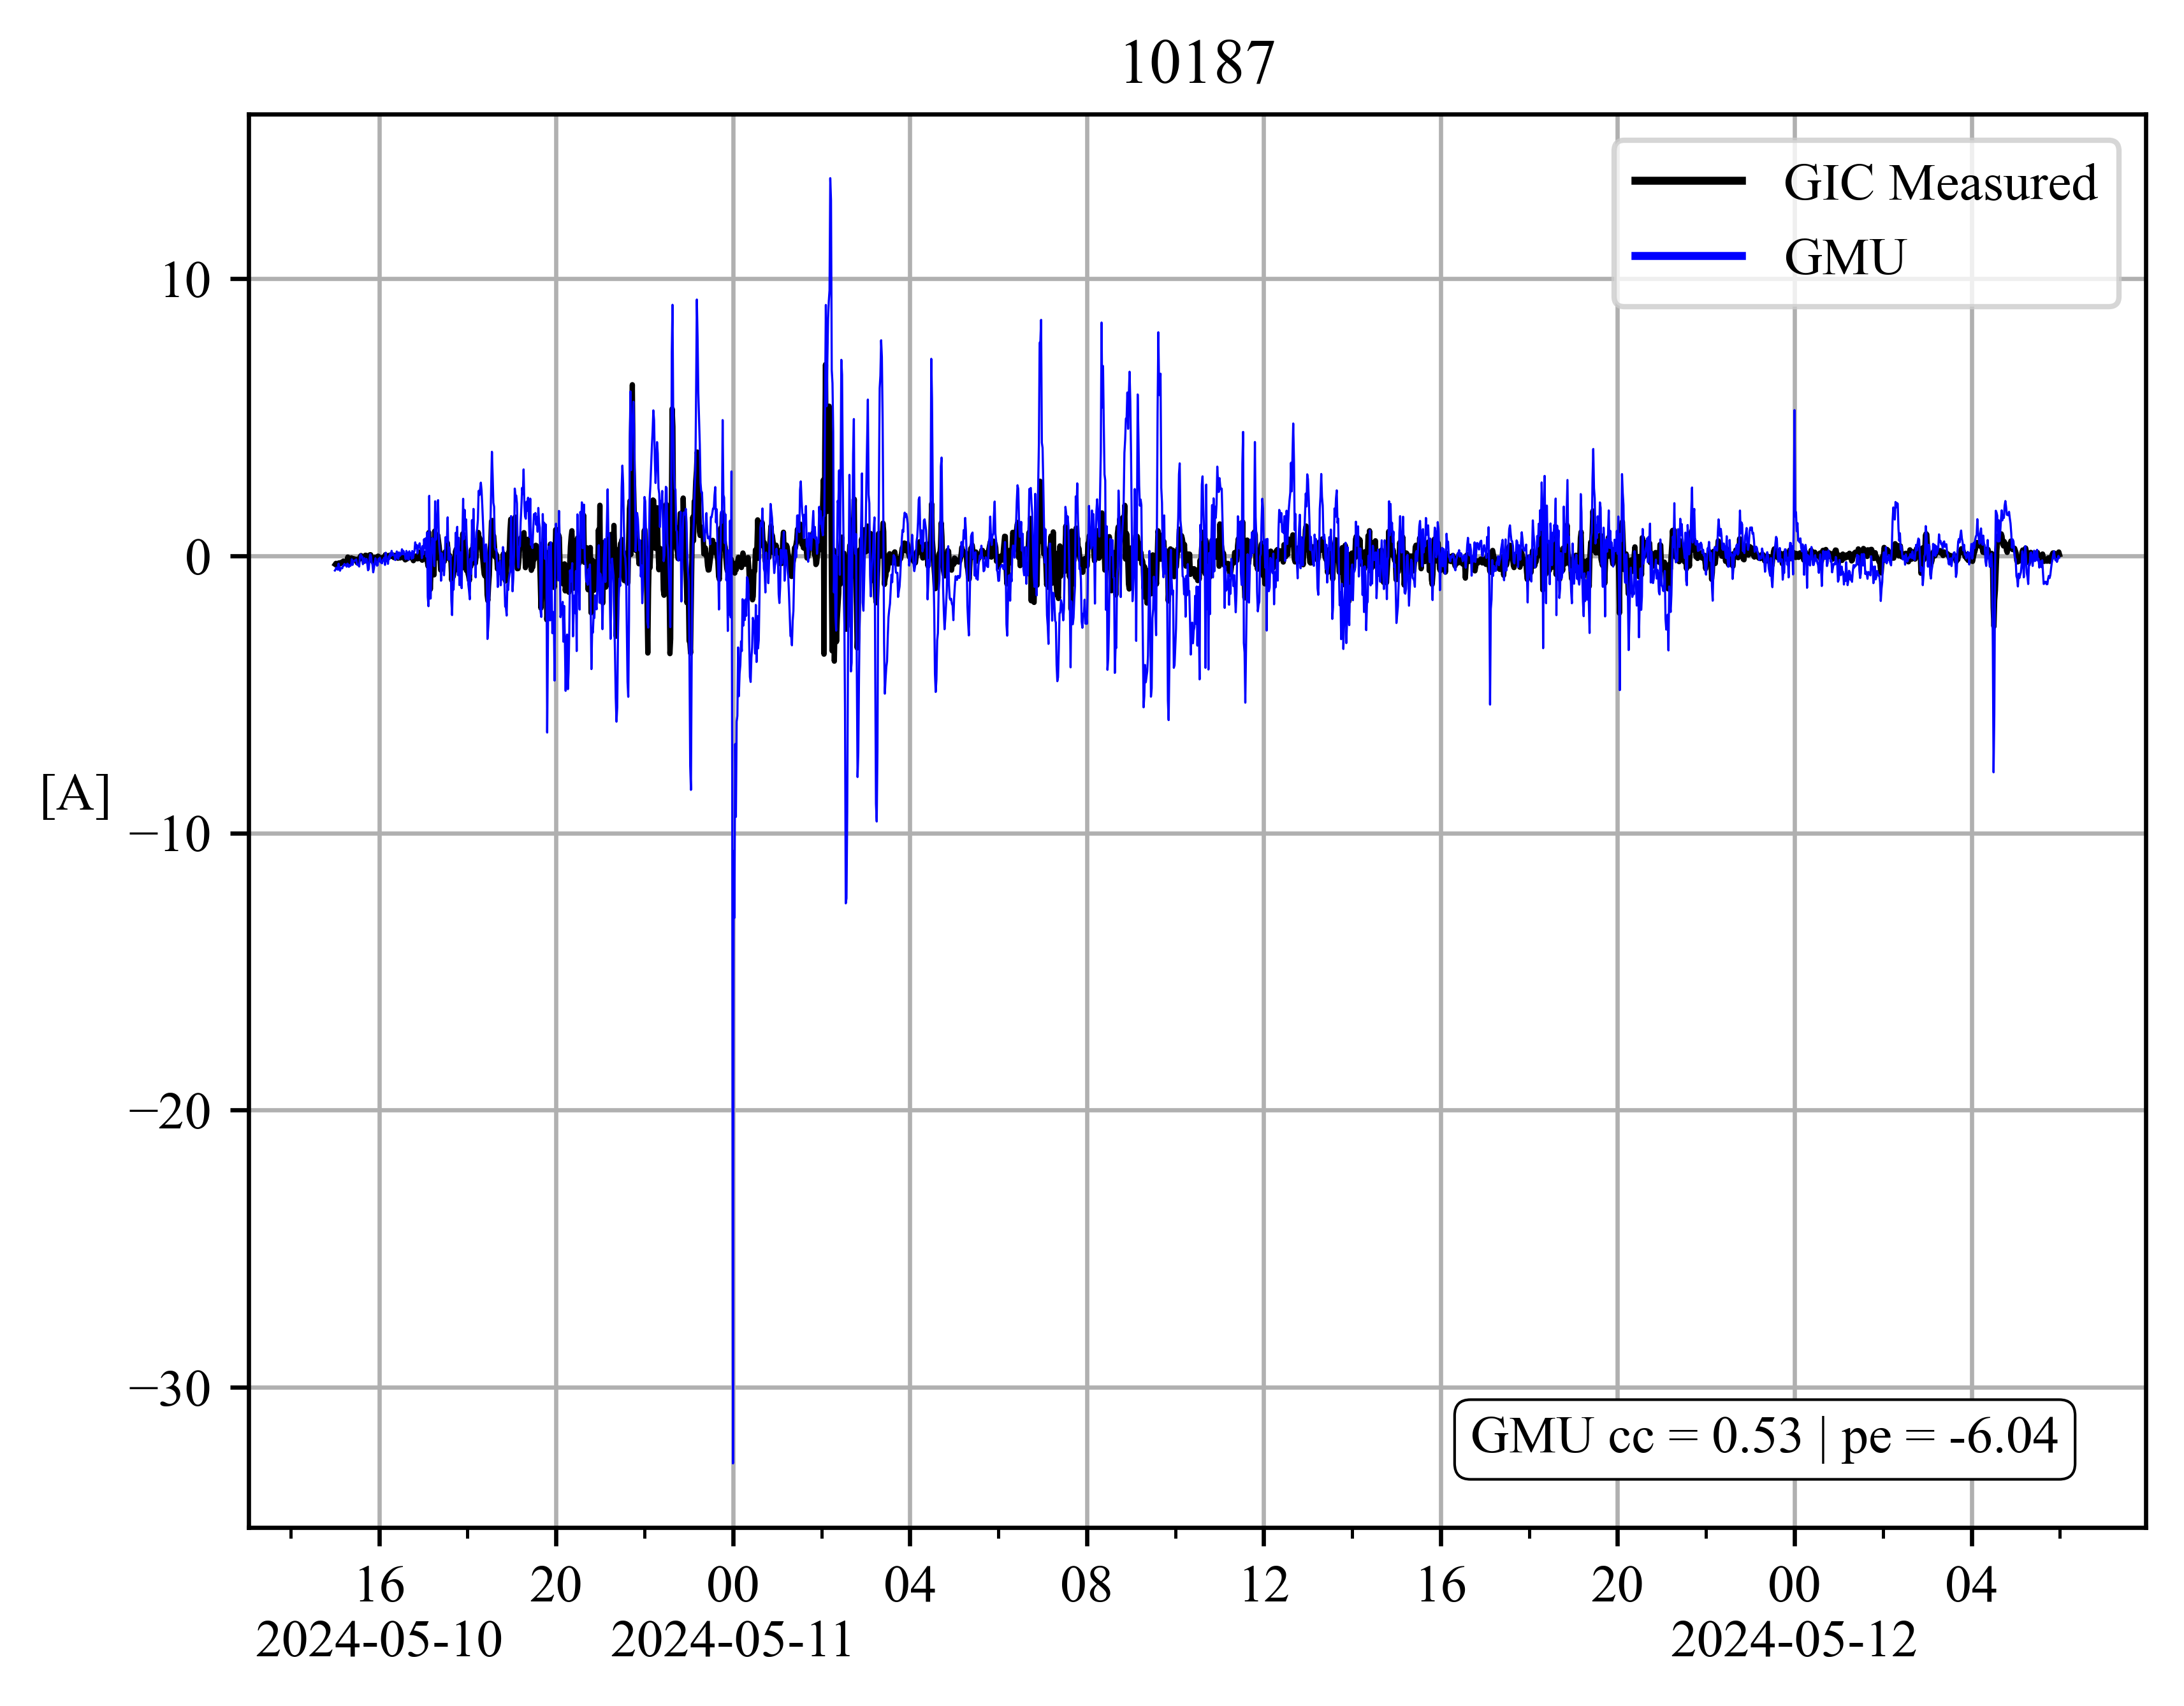 10187
GIC Measured
GMU
10
0
[A]
−10
−20
−30
GMU cc = 0.53 | pe = -6.04
16 20 00 04 08 12 16 20 00 04
2024-05-10 2024-05-11 2024-05-12